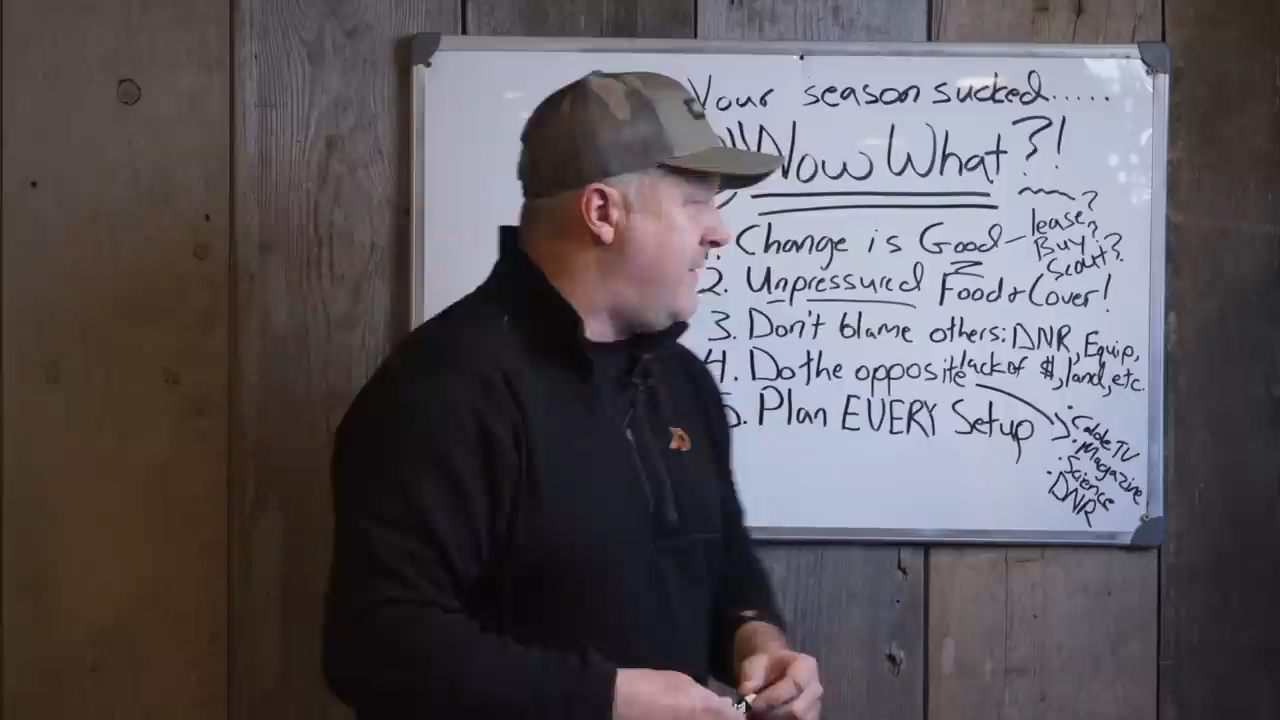 Your season sucked.....
"Now What?!
Change is Good - lease?
Buy?
Scout?
2. Unpressured Food & Cover!
3. Don't blame others: DNR, Equip,
lack of $, land, etc.
4. Do the opposite
5. Plan EVERY Setup
· Cable TV
· Magazine
· Science
· DNR